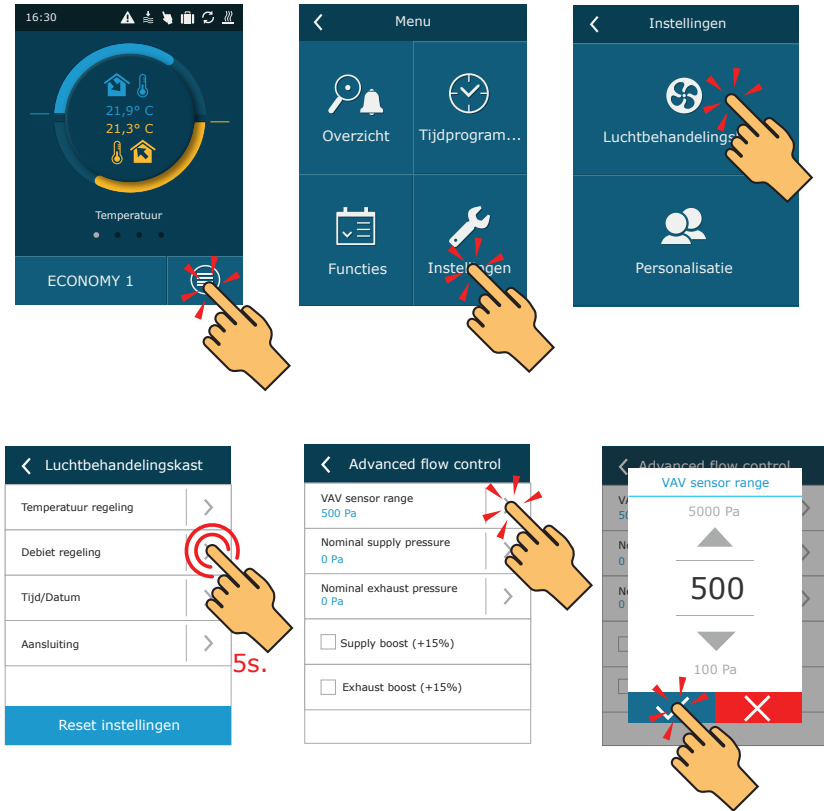 16:30
21,9° C
21,3° C
Temperatuur
ECONOMY 1
Menu
Overzicht
Tijdprogram...
Functies
Instellingen
Instellingen
Luchtbehandelings
Personalisatie
Luchtbehandelingskast
Temperatuur regeling
Debiet regeling
Tijd/Datum
Aansluiting
5s.
Reset instellingen
Advanced flow control
VAV sensor range
500 Pa
Nominal supply pressure
0 Pa
Nominal exhaust pressure
0 Pa
Supply boost (+15%)
Exhaust boost (+15%)
Advanced flow control
VAV sensor range
5000 Pa
500
100 Pa